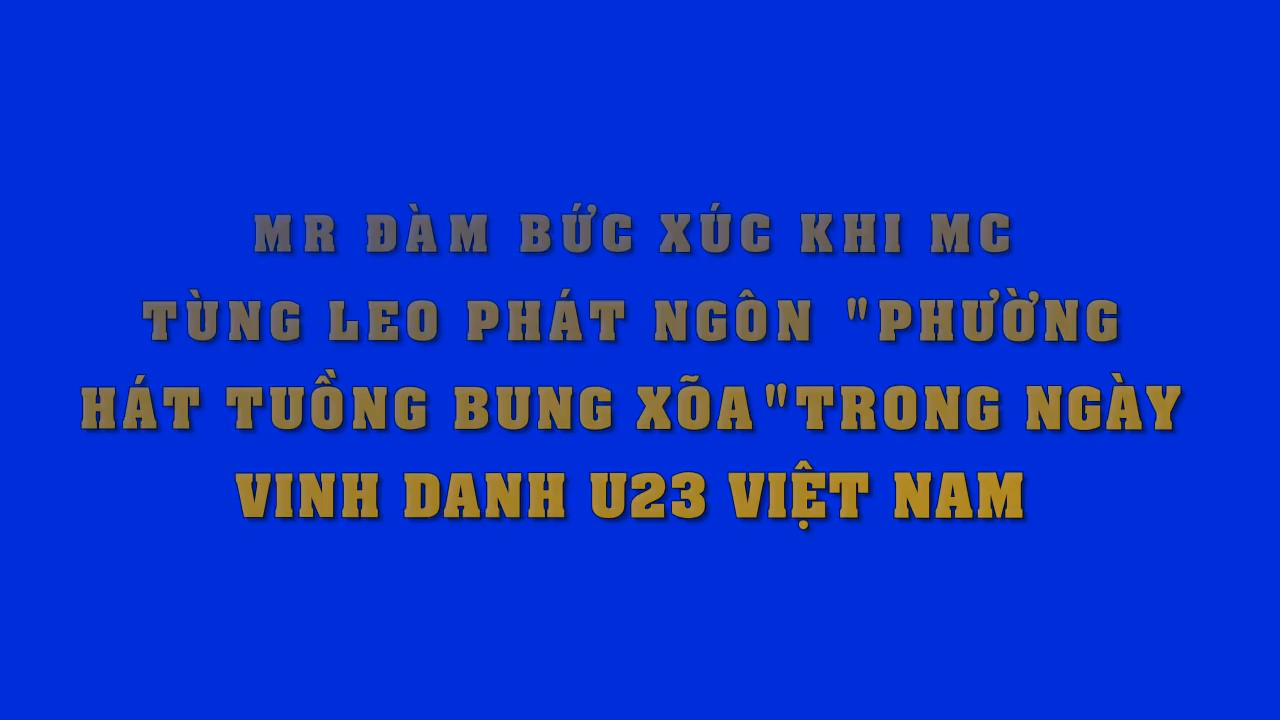 MR ĐÀM BỨC XÚC KHI MC
TÙNG LEO PHÁT NGÔN "PHƯỜNG
HÁT TUỒNG BUNG XÕA"TRONG NGÀY
VINH DANH U23 VIỆT NAM